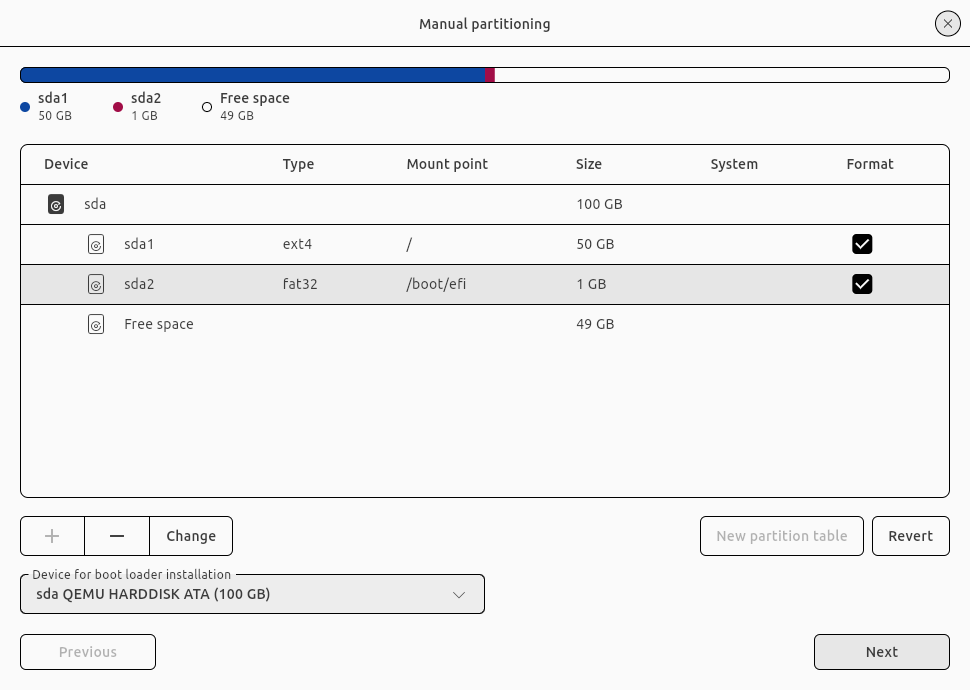 Manual partitioning
sda1
50 GB
sda2
1 GB
Free space
49 GB
Device Type Mount point Size System Format
sda 100 GB
sda1 ext4 / 50 GB
sda2 fat32 /boot/efi 1 GB
Free space 49 GB
Change
New partition table
Revert
Device for boot loader installation
sda QEMU HARDDISK ATA (100 GB)
Previous
Next